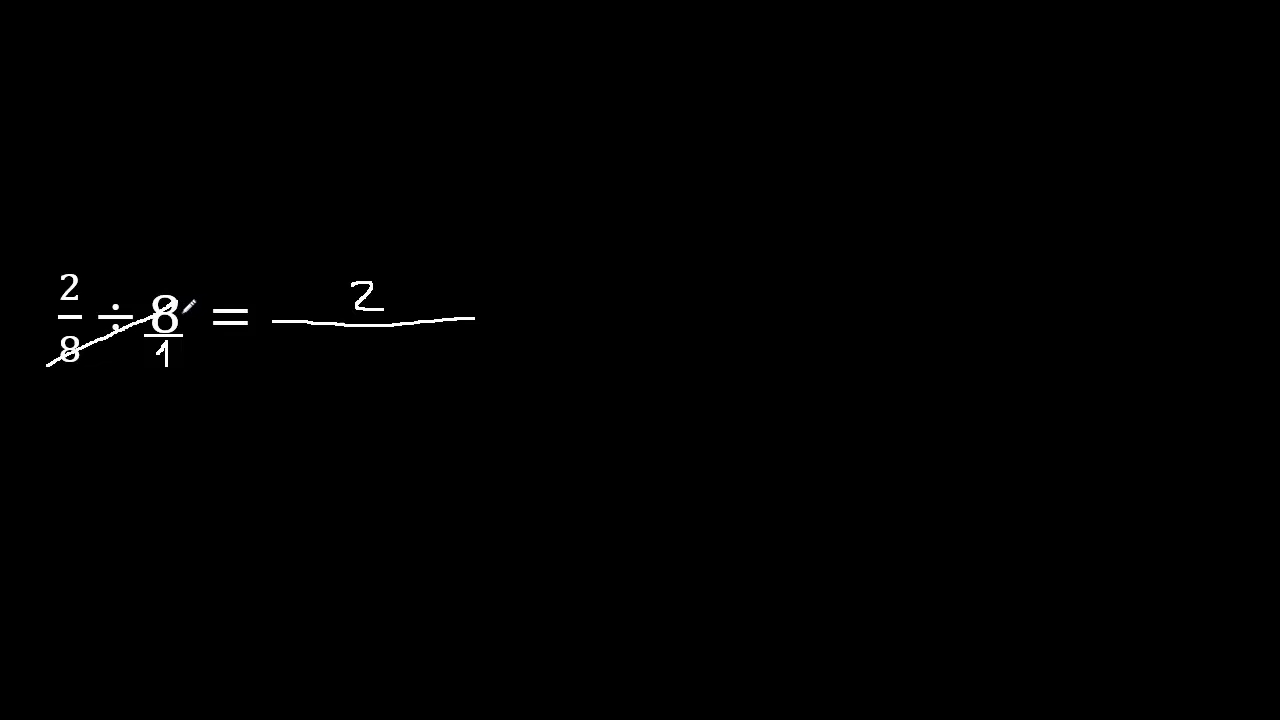 2/8 ÷ 8/1 = 2/